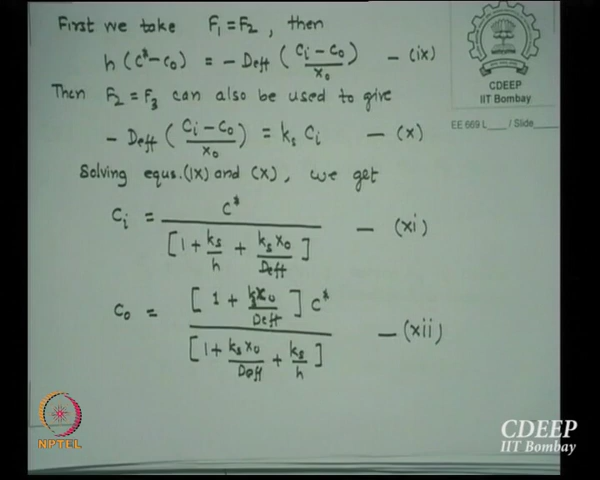 First we take F₁ = F₂, then
h (C* - C₀) = - Deff ( (Cᵢ - C₀) / x₀ ) — (ix)
Then F₂ = F₃ can also be used to give
- Deff ( (Cᵢ - C₀) / x₀ ) = kₛ Cᵢ — (x)
Solving equs. (IX) and (X), we get
Cᵢ = C* / [ 1 + kₛ/h + kₛ x₀/Deff ] — (xi)
C₀ = [ 1 + kₛ x₀/Deff ] C* / [ 1 + kₛ x₀/Deff + kₛ/h ] — (xii)
CDEEP
IIT Bombay
EE 669 L___ / Slide___
NPTEL
CDEEP
IIT Bombay